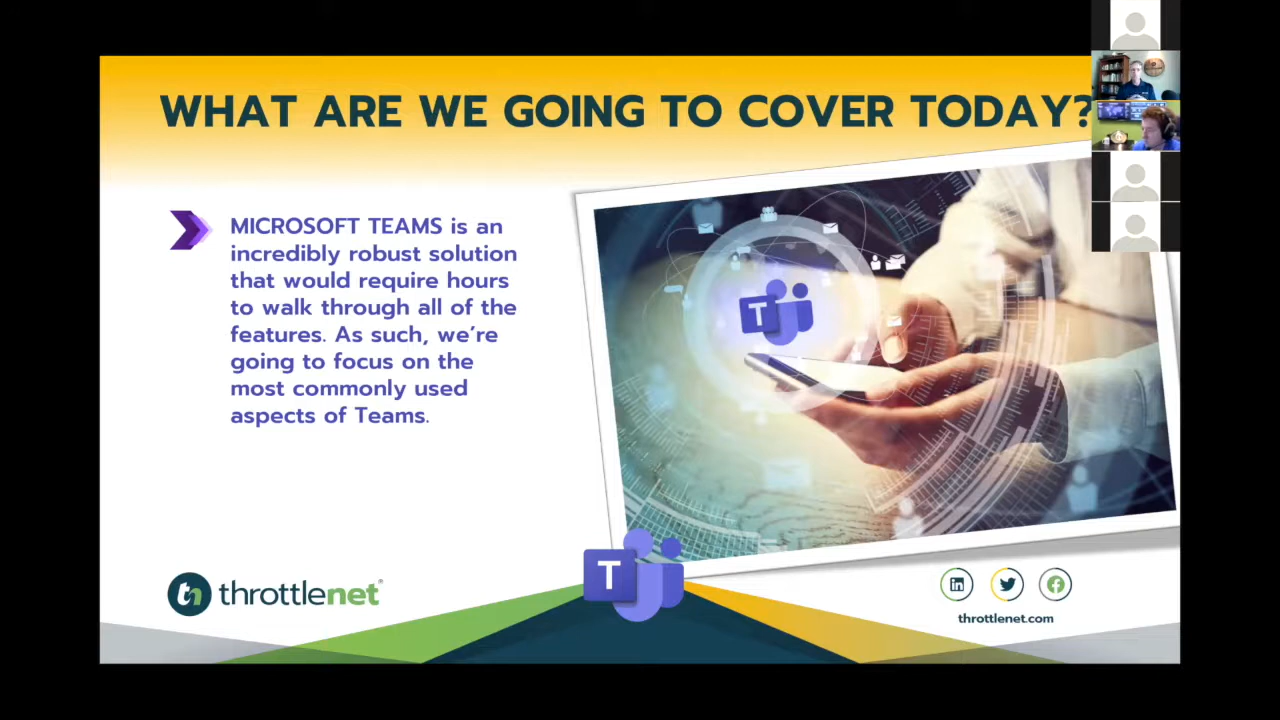 WHAT ARE WE GOING TO COVER TODAY?
MICROSOFT TEAMS is an
incredibly robust solution
that would require hours
to walk through all of the
features. As such, we’re
going to focus on the
most commonly used
aspects of Teams.
T
T
tn throttlenet®
in
throttlenet.com